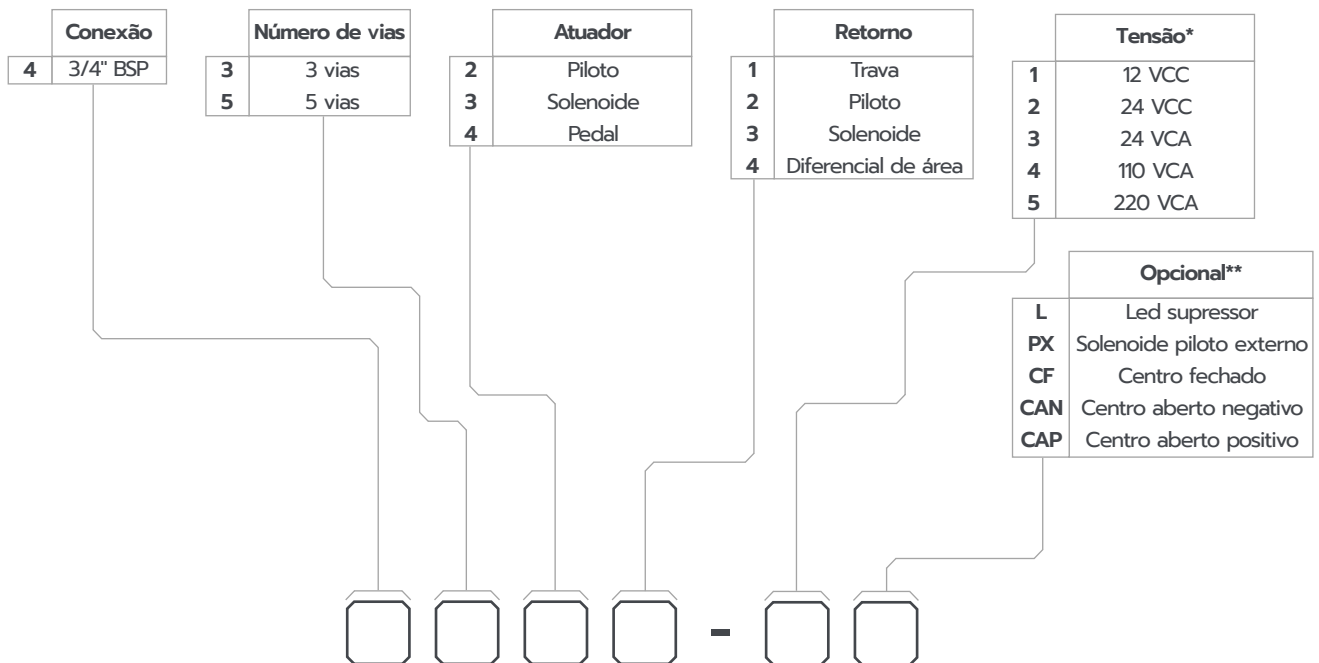 Conexão
4 3/4" BSP
Número de vias
3 3 vias
5 5 vias
Atuador
2 Piloto
3 Solenoide
4 Pedal
Retorno
1 Trava
2 Piloto
3 Solenoide
4 Diferencial de área
Tensão*
1 12 VCC
2 24 VCC
3 24 VCA
4 110 VCA
5 220 VCA
Opcional**
L Led supressor
PX Solenoide piloto externo
CF Centro fechado
CAN Centro aberto negativo
CAP Centro aberto positivo
-